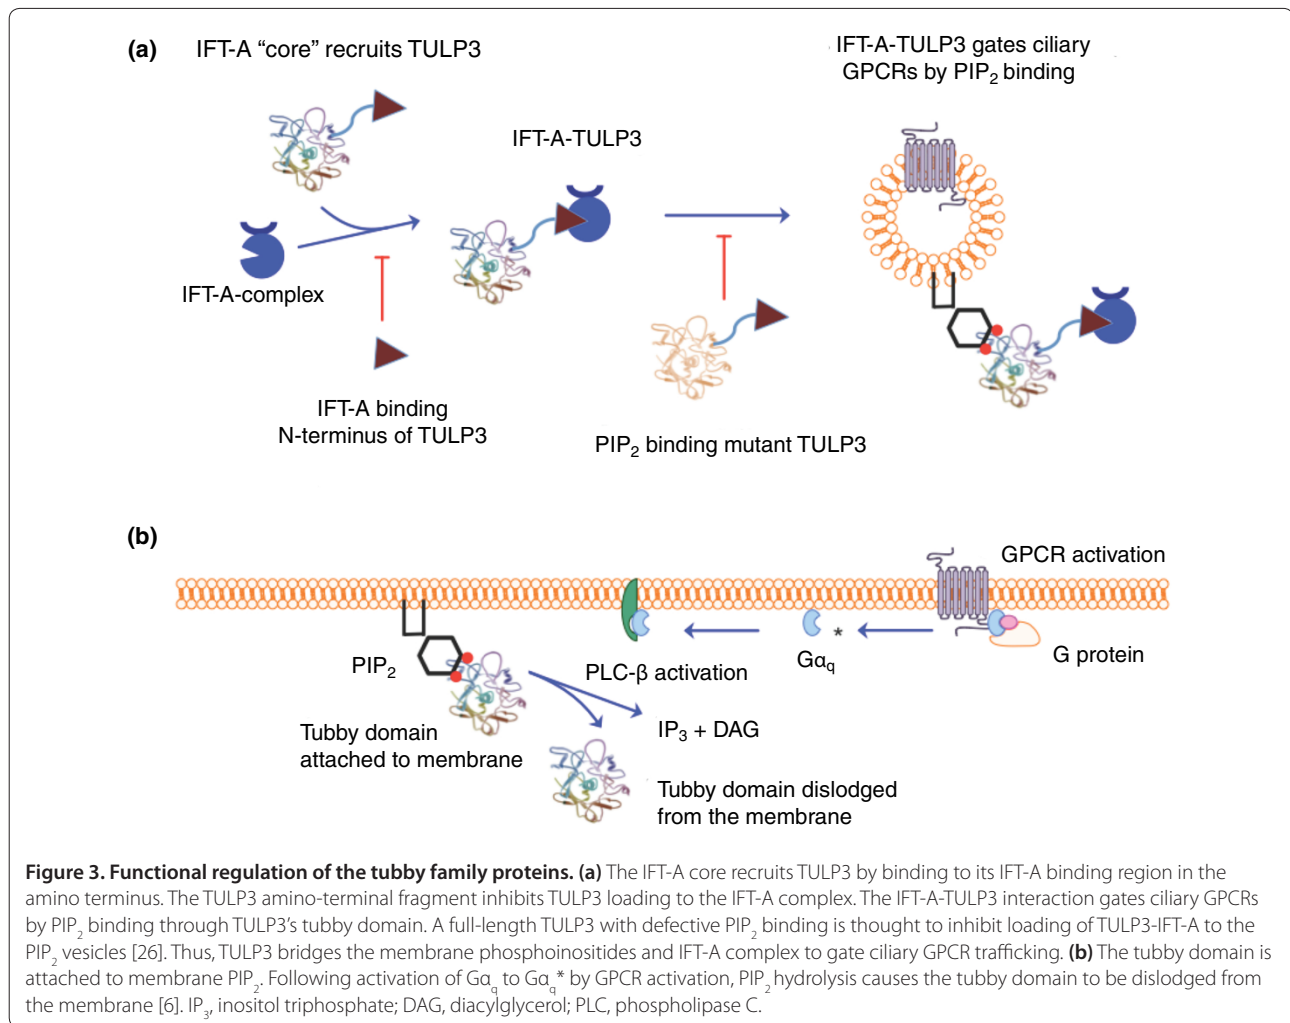 (a)
IFT-A “core” recruits TULP3
IFT-A-TULP3 gates ciliary
GPCRs by PIP₂ binding
IFT-A-TULP3
IFT-A-complex
IFT-A binding
N-terminus of TULP3
PIP₂ binding mutant TULP3
(b)
GPCR activation
PIP₂
PLC-β activation
Gαq
*
G protein
Tubby domain
attached to membrane
IP₃ + DAG
Tubby domain dislodged
from the membrane
Figure 3. Functional regulation of the tubby family proteins. (a) The IFT-A core recruits TULP3 by binding to its IFT-A binding region in the
amino terminus. The TULP3 amino-terminal fragment inhibits TULP3 loading to the IFT-A complex. The IFT-A-TULP3 interaction gates ciliary GPCRs
by PIP₂ binding through TULP3’s tubby domain. A full-length TULP3 with defective PIP₂ binding is thought to inhibit loading of TULP3-IFT-A to the
PIP₂ vesicles [26]. Thus, TULP3 bridges the membrane phosphoinositides and IFT-A complex to gate ciliary GPCR trafficking. (b) The tubby domain is
attached to membrane PIP₂. Following activation of Gαq to Gαq* by GPCR activation, PIP₂ hydrolysis causes the tubby domain to be dislodged from
the membrane [6]. IP₃, inositol triphosphate; DAG, diacylglycerol; PLC, phospholipase C.